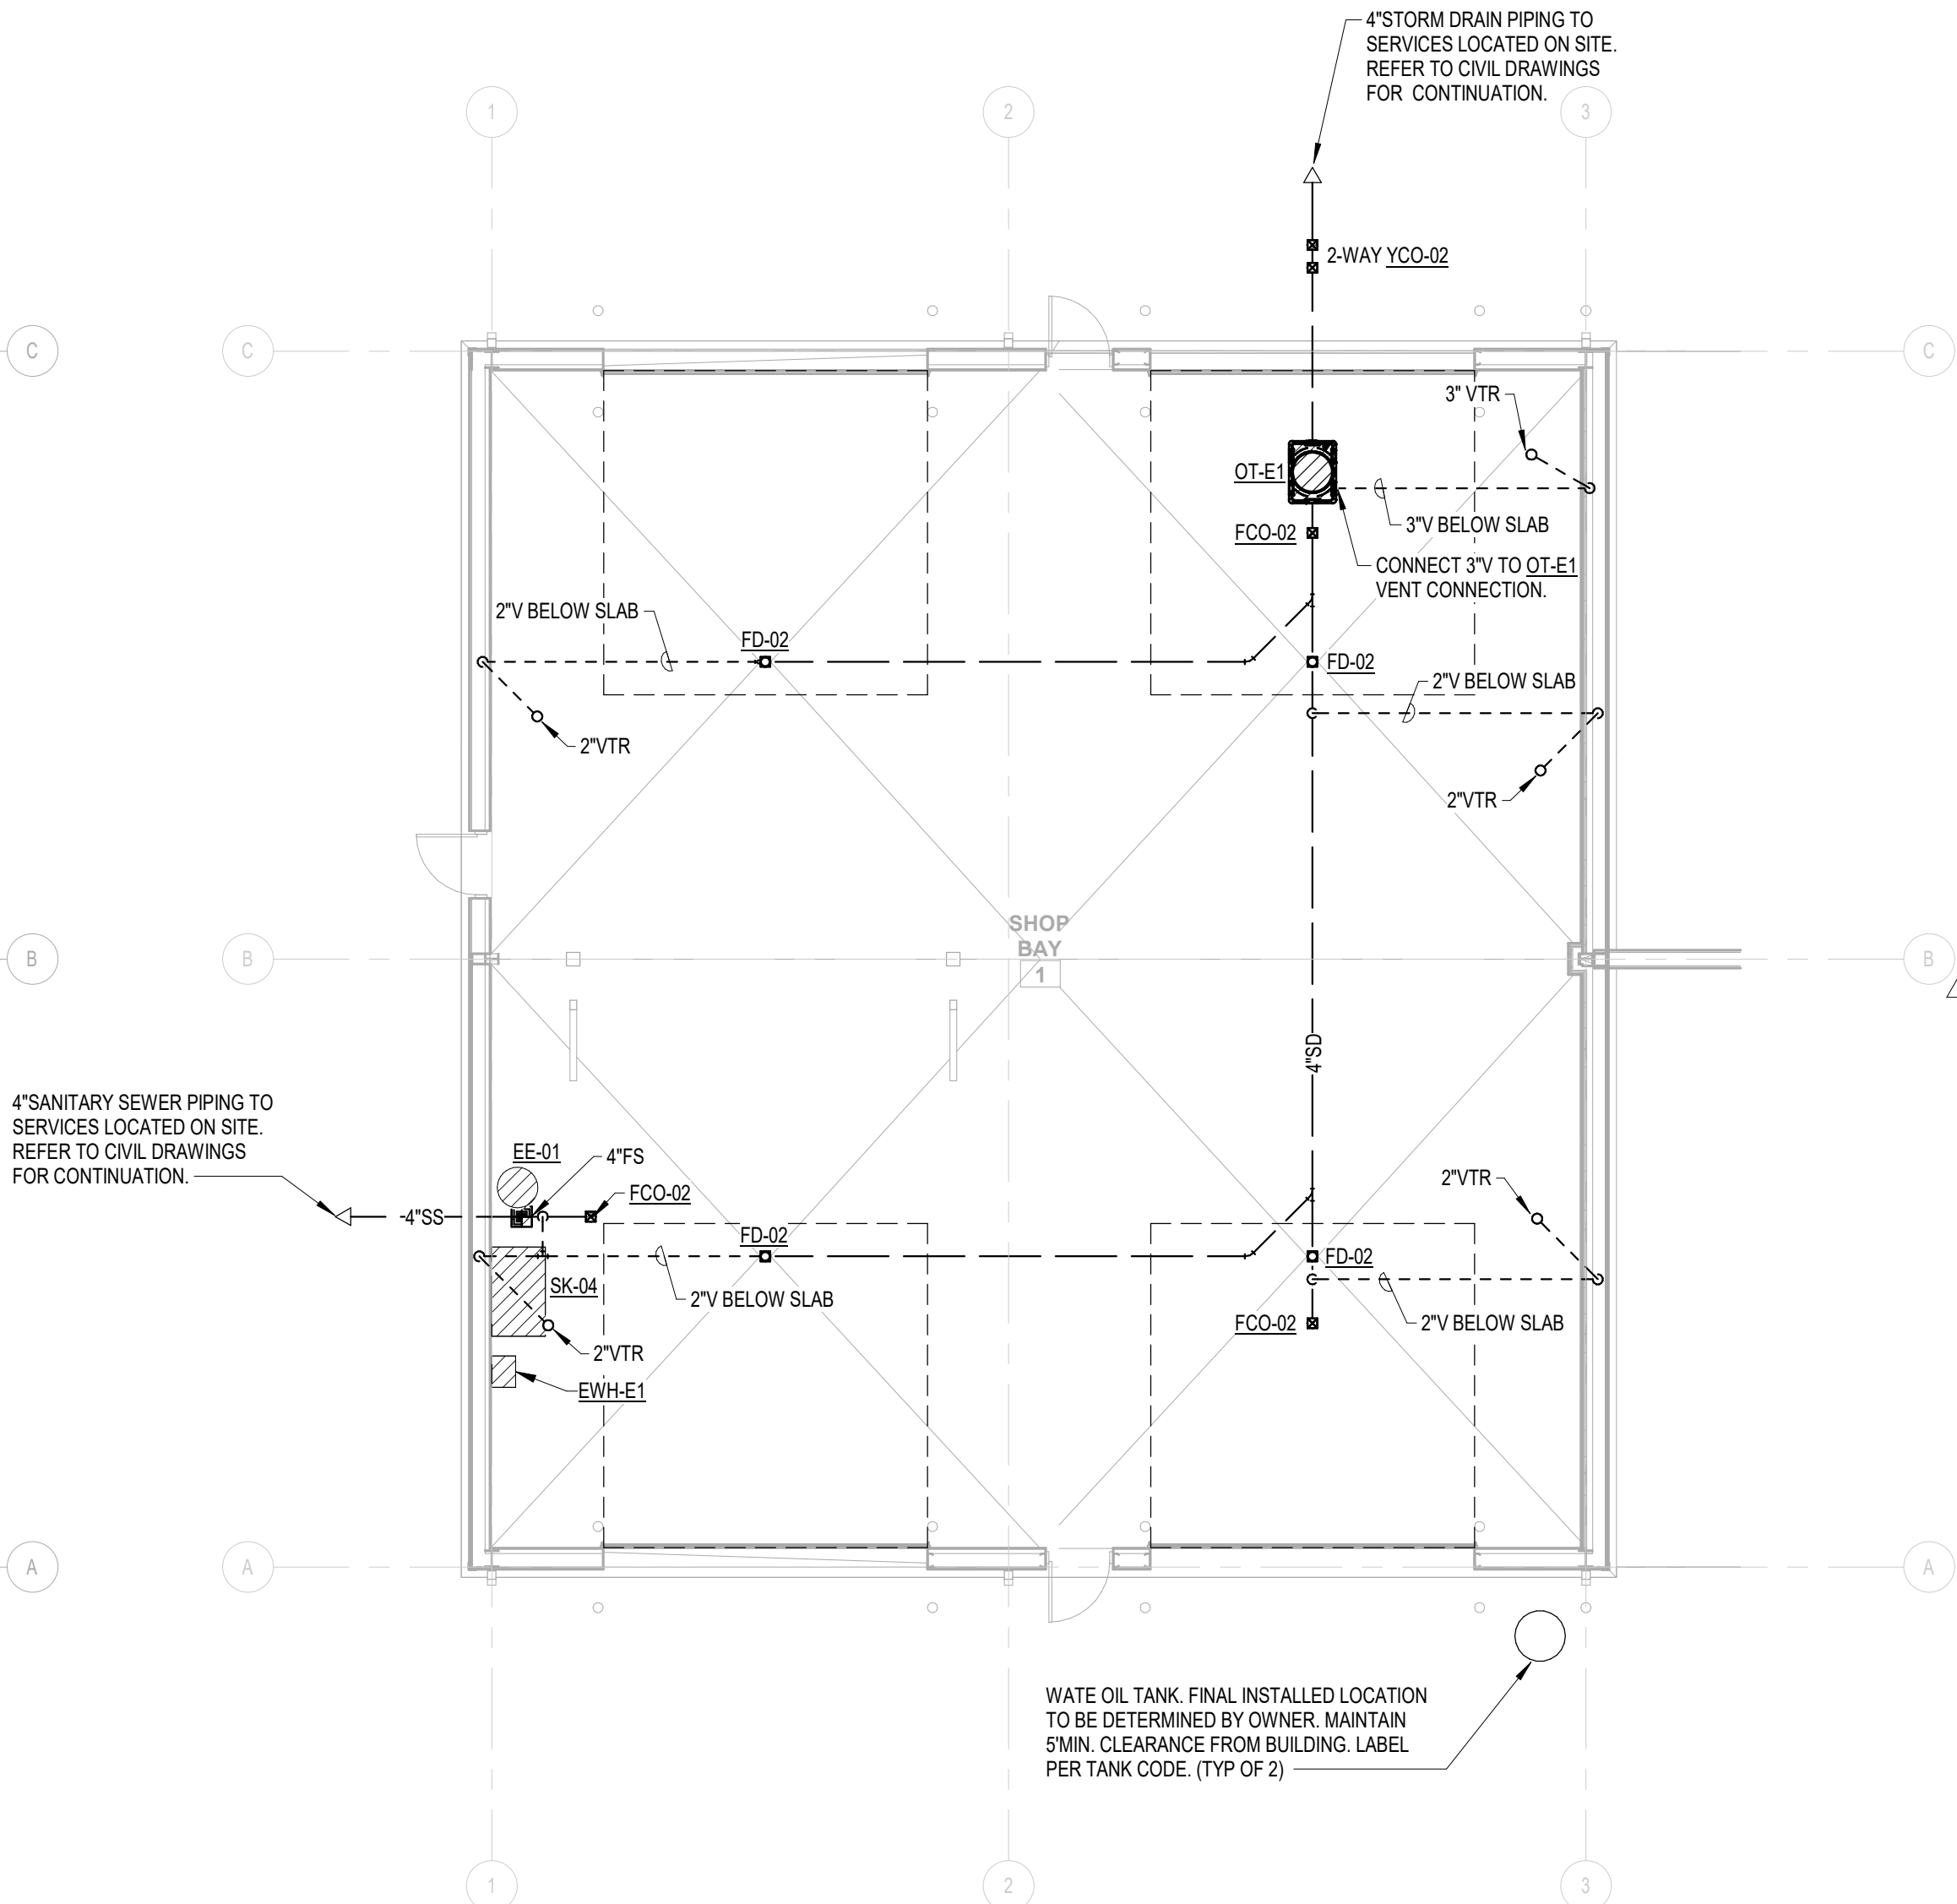 4"STORM DRAIN PIPING TO
SERVICES LOCATED ON SITE.
REFER TO CIVIL DRAWINGS
FOR CONTINUATION.
1
2
3
2-WAY YCO-02
C
C
C
3" VTR
OT-E1
3"V BELOW SLAB
FCO-02
CONNECT 3"V TO OT-E1
VENT CONNECTION.
2"V BELOW SLAB
FD-02
FD-02
2"V BELOW SLAB
2"VTR
2"VTR
SHOP
BAY
1
B
B
B
4"SD
4"SANITARY SEWER PIPING TO
SERVICES LOCATED ON SITE.
REFER TO CIVIL DRAWINGS
FOR CONTINUATION.
EE-01
4"FS
FCO-02
2"VTR
4"SS
FD-02
FD-02
SK-04
2"V BELOW SLAB
FCO-02
2"V BELOW SLAB
2"VTR
EWH-E1
A
A
A
WATE OIL TANK. FINAL INSTALLED LOCATION
TO BE DETERMINED BY OWNER. MAINTAIN
5'MIN. CLEARANCE FROM BUILDING. LABEL
PER TANK CODE. (TYP OF 2)
1
2
3